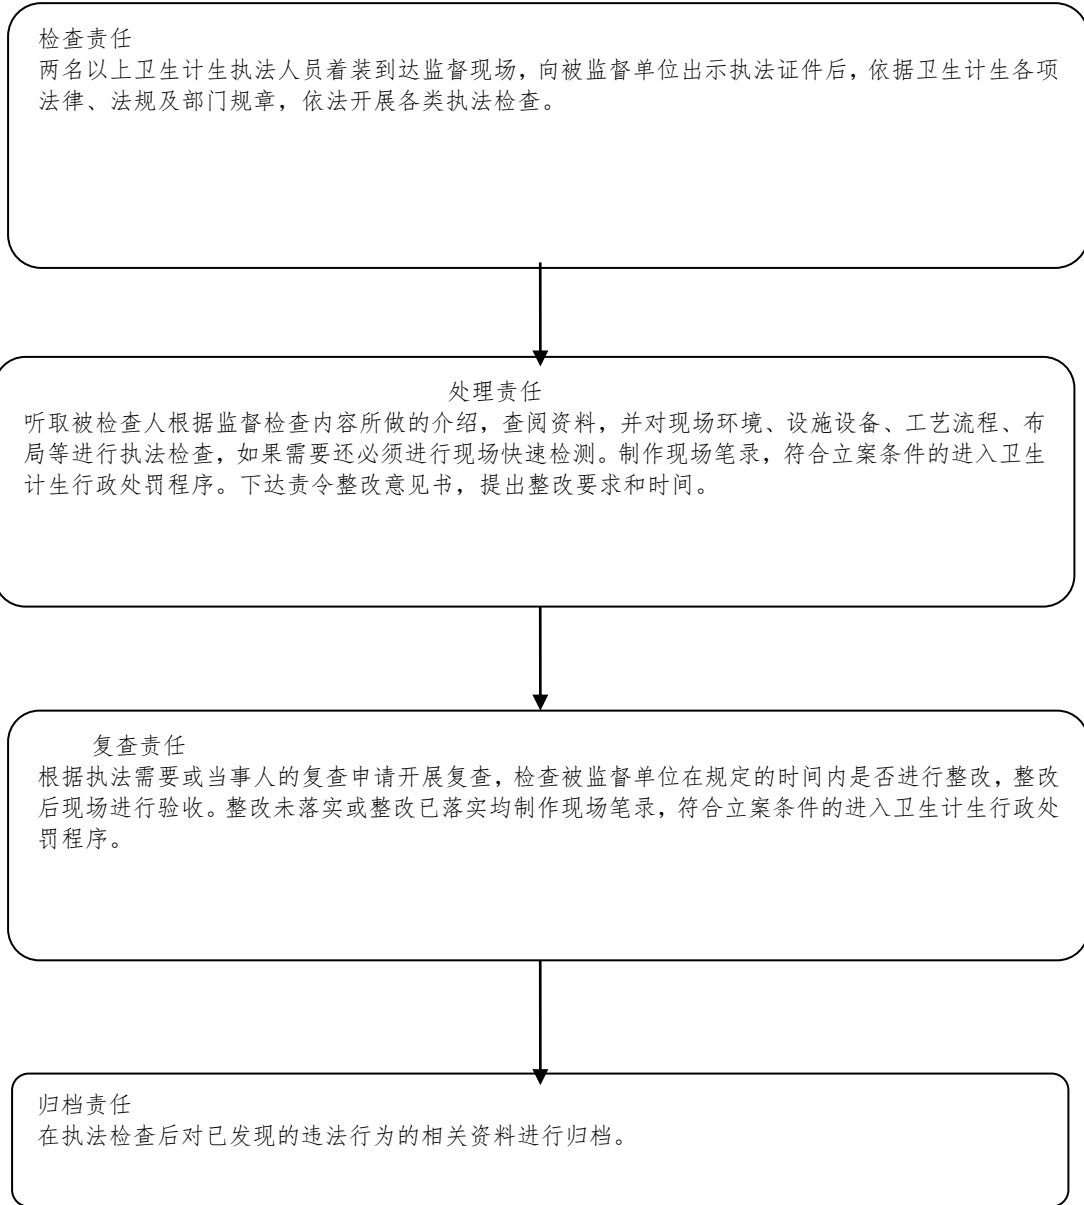 检查责任
两名以上卫生计生执法人员着装到达监督现场，向被监督单位出示执法证件后，依据卫生计生各项
法律、法规及部门规章，依法开展各类执法检查。
处理责任
听取被检查人根据监督检查内容所做的介绍，查阅资料，并对现场环境、设施设备、工艺流程、布
局等进行执法检查，如果需要还必须进行现场快速检测。制作现场笔录，符合立案条件的进入卫生
计生行政处罚程序。下达责令整改意见书，提出整改要求和时间。
复查责任
根据执法需要或当事人的复查申请开展复查，检查被监督单位在规定的时间内是否进行整改，整改
后现场进行验收。整改未落实或整改已落实均制作现场笔录，符合立案条件的进入卫生计生行政处
罚程序。
归档责任
在执法检查后对已发现的违法行为的相关资料进行归档。